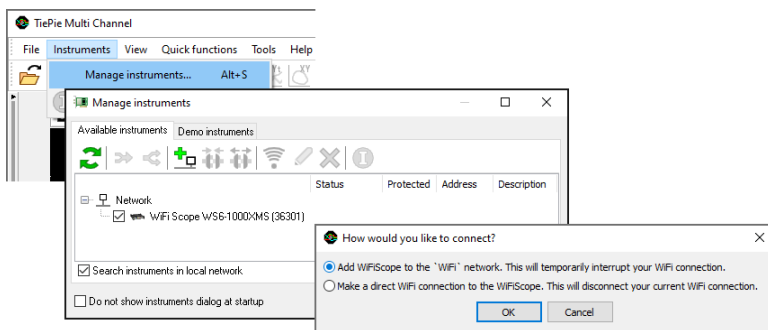 TiePie Multi Channel
File Instruments View Quick functions Tools Help
Manage instruments... Alt+S
Manage instruments
Available instruments Demo instruments
Status Protected Address Description
Network
WiFi Scope WS6-1000XMS (36301)
Search instruments in local network
Do not show instruments dialog at startup
How would you like to connect?
Add WiFiScope to the `WiFi` network. This will temporarily interrupt your WiFi connection.
Make a direct WiFi connection to the WiFiScope. This will disconnect your current WiFi connection.
OK Cancel